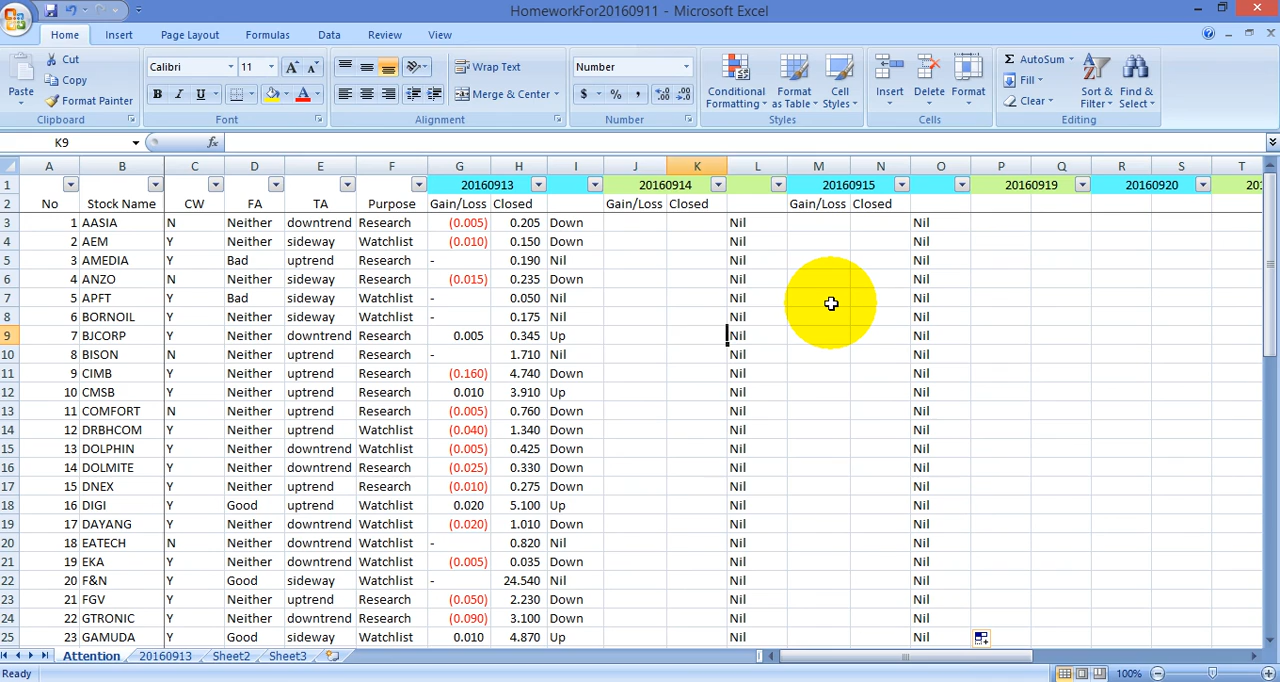 HomeworkFor20160911 - Microsoft Excel
Home Insert Page Layout Formulas Data Review View
Cut
Copy
Format Painter
Paste
Clipboard
Calibri 11
B I U A
Font
Wrap Text
Merge & Center
Alignment
Number
$ % ,
Number
Conditional Formatting
Format as Table
Cell Styles
Styles
Insert Delete Format
Cells
Σ AutoSum
Fill
Clear
Sort & Filter
Find & Select
Editing
K9 fx
A B C D E F G H I J K L M N O P Q R S T
1 20160913 20160914 20160915 20160919 20160920
2 No Stock Name CW FA TA Purpose Gain/Loss Closed Gain/Loss Closed Gain/Loss Closed
3 1 AASIA N Neither downtrend Research (0.005) 0.205 Down Nil Nil
4 2 AEM Y Neither sideway Watchlist (0.010) 0.150 Down Nil Nil
5 3 AMEDIA Y Bad uptrend Research - 0.190 Nil Nil Nil
6 4 ANZO N Neither sideway Research (0.015) 0.235 Down Nil Nil
7 5 APFT Y Bad sideway Watchlist - 0.050 Nil Nil Nil
8 6 BORNOIL Y Neither sideway Watchlist - 0.175 Nil Nil Nil
9 7 BJCORP Y Neither downtrend Research 0.005 0.345 Up Nil Nil
10 8 BISON N Neither uptrend Research - 1.710 Nil Nil Nil
11 9 CIMB Y Neither uptrend Research (0.160) 4.740 Down Nil Nil
12 10 CMSB Y Neither uptrend Research 0.010 3.910 Up Nil Nil
13 11 COMFORT N Neither uptrend Research (0.005) 0.760 Down Nil Nil
14 12 DRBHCOM Y Neither uptrend Watchlist (0.040) 1.340 Down Nil Nil
15 13 DOLPHIN Y Neither downtrend Watchlist (0.005) 0.425 Down Nil Nil
16 14 DOLMITE Y Neither downtrend Research (0.025) 0.330 Down Nil Nil
17 15 DNEX Y Neither uptrend Research (0.010) 0.275 Down Nil Nil
18 16 DIGI Y Good uptrend Watchlist 0.020 5.100 Up Nil Nil
19 17 DAYANG Y Neither downtrend Watchlist (0.020) 1.010 Down Nil Nil
20 18 EATECH N Neither downtrend Watchlist - 0.820 Nil Nil Nil
21 19 EKA Y Neither downtrend Watchlist (0.005) 0.035 Down Nil Nil
22 20 F&N Y Good sideway Watchlist - 24.540 Nil Nil Nil
23 21 FGV Y Neither uptrend Research (0.050) 2.230 Down Nil Nil
24 22 GTRONIC Y Neither downtrend Research (0.090) 3.100 Down Nil Nil
25 23 GAMUDA Y Good sideway Watchlist 0.010 4.870 Up Nil Nil
Attention 20160913 Sheet2 Sheet3
Ready 100%